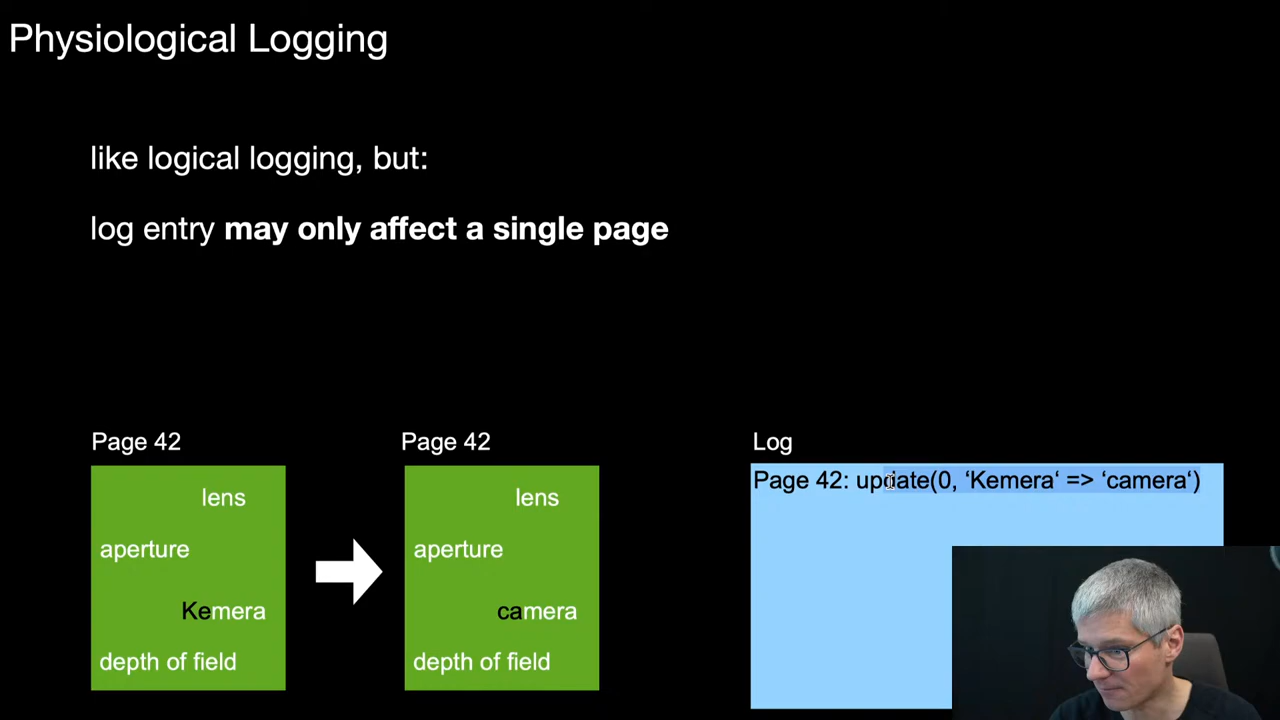 Physiological Logging
like logical logging, but:
log entry may only affect a single page
Page 42
lens
aperture
Kemera
depth of field
Page 42
lens
aperture
camera
depth of field
Log
Page 42: update(0, ‘Kemera‘ => ‘camera‘)